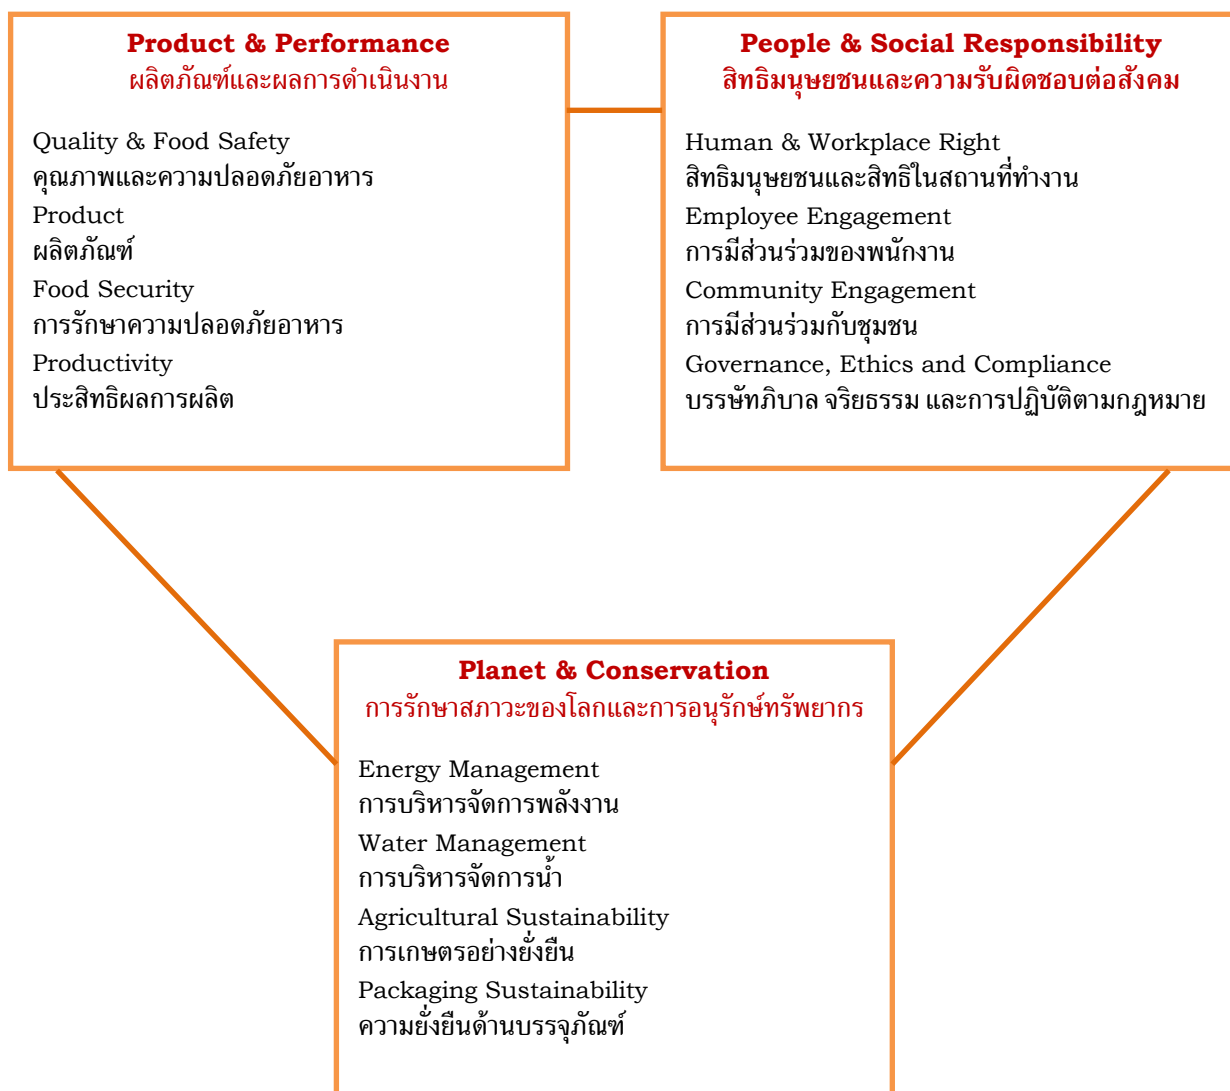 Product & Performance
ผลิตภัณฑ์และผลการดำเนินงาน
Quality & Food Safety
คุณภาพและความปลอดภัยอาหาร
Product
ผลิตภัณฑ์
Food Security
การรักษาความปลอดภัยอาหาร
Productivity
ประสิทธิผลการผลิต
People & Social Responsibility
สิทธิมนุษยชนและความรับผิดชอบต่อสังคม
Human & Workplace Right
สิทธิมนุษยชนและสิทธิในสถานที่ทำงาน
Employee Engagement
การมีส่วนร่วมของพนักงาน
Community Engagement
การมีส่วนร่วมกับชุมชน
Governance, Ethics and Compliance
บรรษัทภิบาล จริยธรรม และการปฏิบัติตามกฎหมาย
Planet & Conservation
การรักษาสภาวะของโลกและการอนุรักษ์ทรัพยากร
Energy Management
การบริหารจัดการพลังงาน
Water Management
การบริหารจัดการน้ำ
Agricultural Sustainability
การเกษตรอย่างยั่งยืน
Packaging Sustainability
ความยั่งยืนด้านบรรจุภัณฑ์